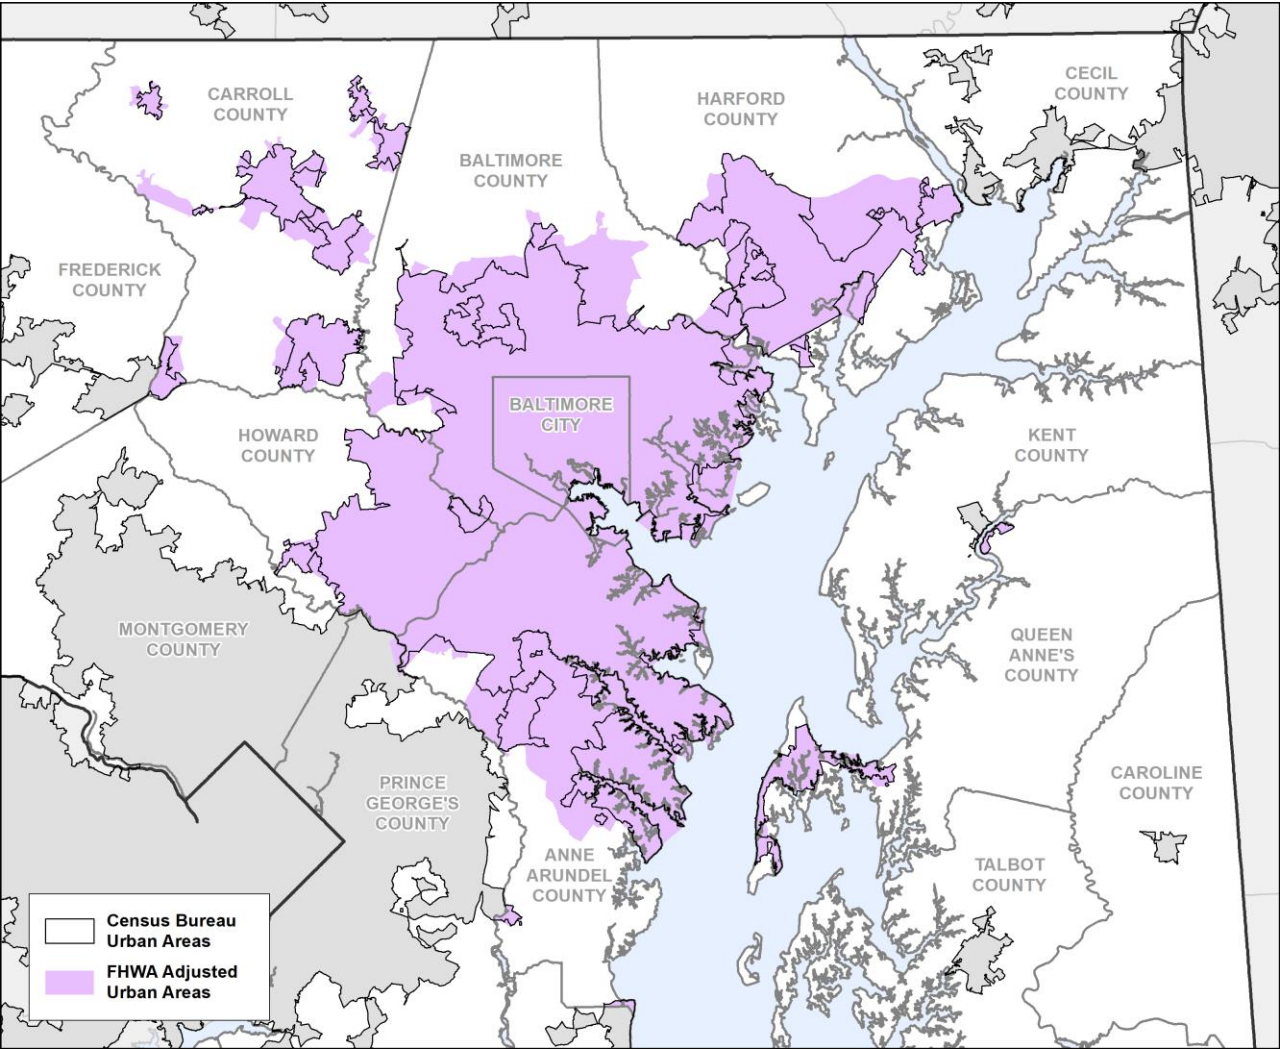 CECIL
COUNTY
CARROLL
COUNTY
HARFORD
COUNTY
BALTIMORE
COUNTY
FREDERICK
COUNTY
BALTIMORE
CITY
HOWARD
COUNTY
KENT
COUNTY
MONTGOMERY
COUNTY
QUEEN
ANNE'S
COUNTY
PRINCE
GEORGE'S
COUNTY
CAROLINE
COUNTY
ANNE
ARUNDEL
COUNTY
TALBOT
COUNTY
Census Bureau
Urban Areas
FHWA Adjusted
Urban Areas